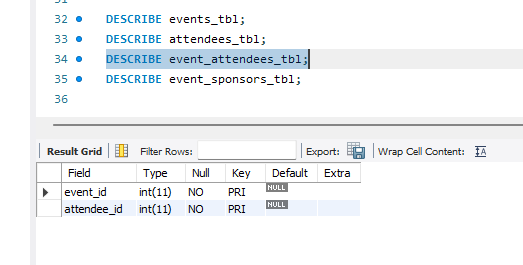 32 DESCRIBE events_tbl;
33 DESCRIBE attendees_tbl;
34 DESCRIBE event_attendees_tbl;
35 DESCRIBE event_sponsors_tbl;
36
Result Grid Filter Rows: Export: Wrap Cell Content: IA
Field Type Null Key Default Extra
event_id int(11) NO PRI NULL
attendee_id int(11) NO PRI NULL